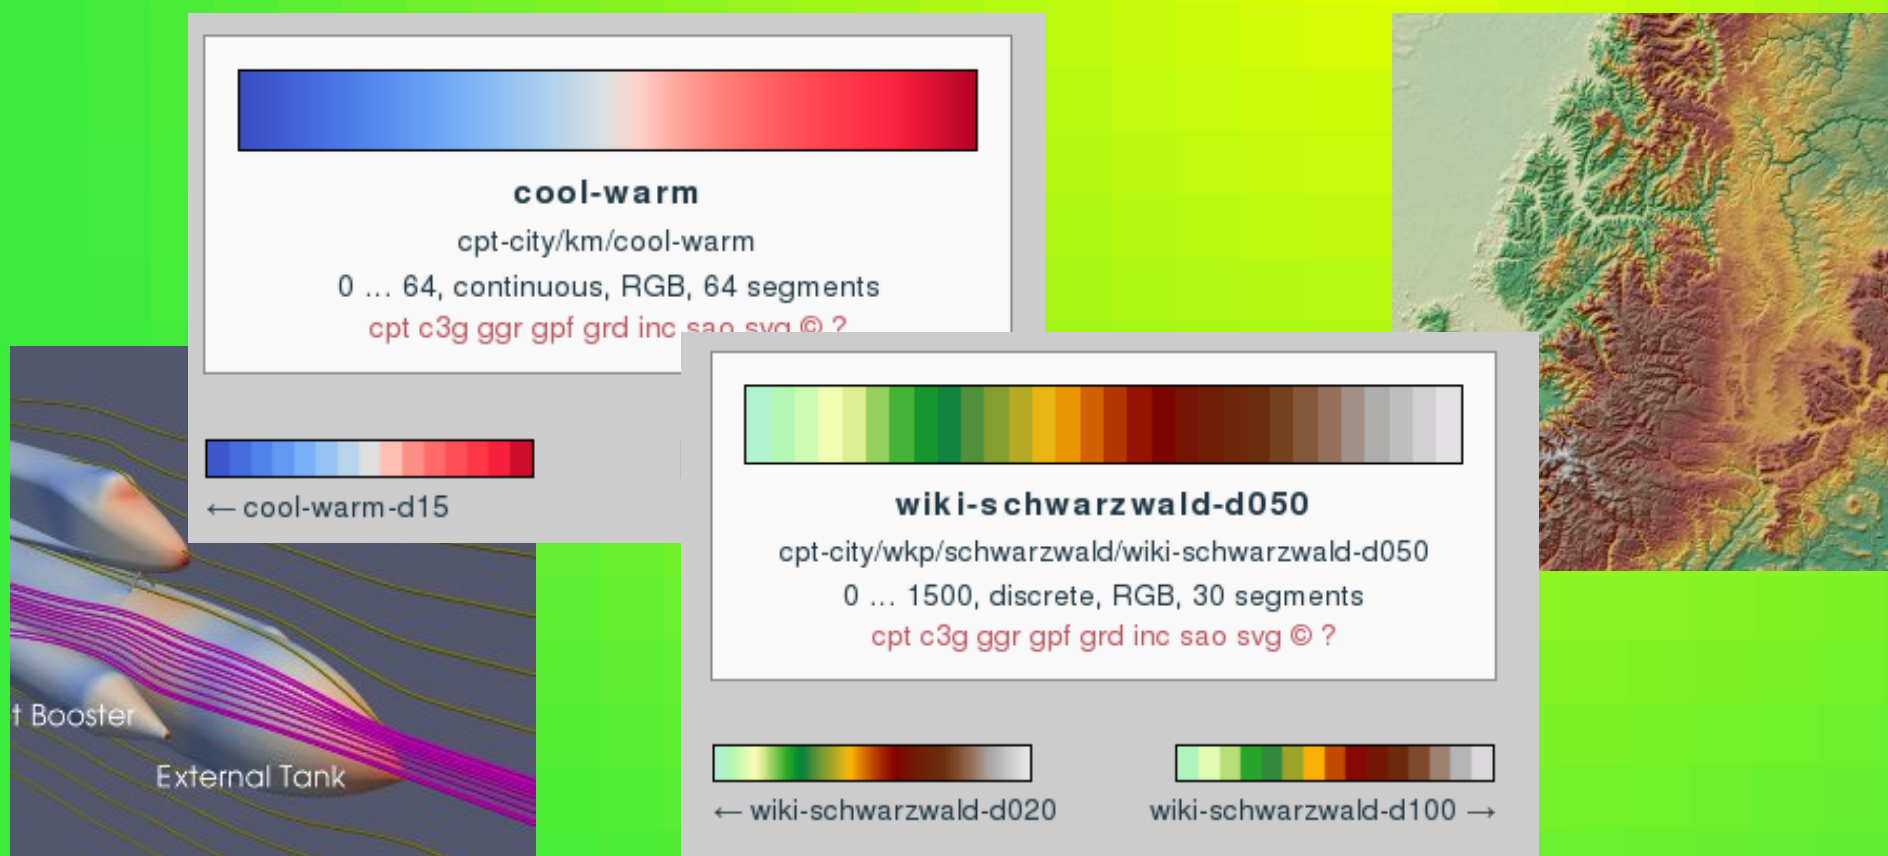 cool-warm
cpt-city/km/cool-warm
0 ... 64, continuous, RGB, 64 segments
cpt c3g ggr gpf grd inc sao svg © ?
← cool-warm-d15
wiki-schwarzwald-d050
cpt-city/wkp/schwarzwald/wiki-schwarzwald-d050
0 ... 1500, discrete, RGB, 30 segments
cpt c3g ggr gpf grd inc sao svg © ?
← wiki-schwarzwald-d020
wiki-schwarzwald-d100 →
t Booster
External Tank